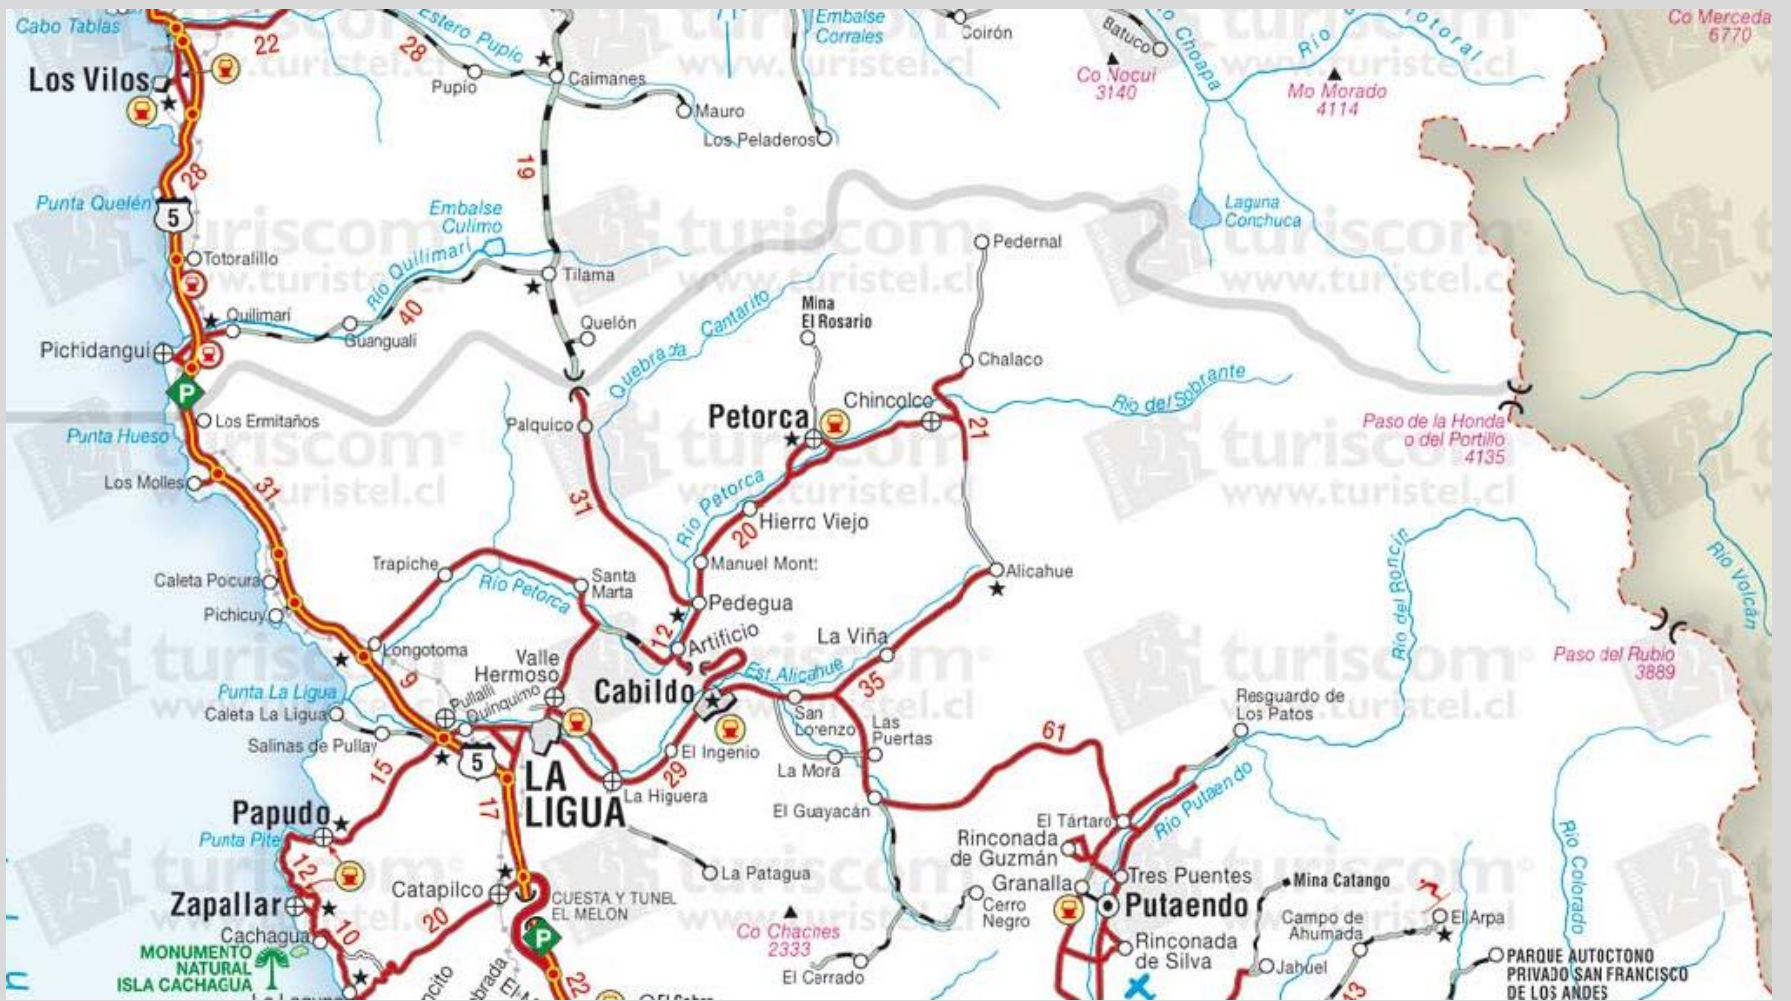 Cabo Tablas
22
28
Estero Pupío
Embalse
Corrales
Coirón
Batuco
Río Choapa
Río Totoral
Co Merceda
6770
Los Vilos
Pupío
Caimanes
Mauro
Los Peladeros
Co Nocui
3140
Mo Morado
4114
turiscom
www.turistel.cl
19
28
Punta Quelén
5
Embalse
Culimo
Laguna
Conchuca
Totoralillo
Río Quilimarí
Tilama
Pedernal
40
Quilimarí
Guanguali
Pichidangui
Quelón
Quebrada Cantarito
Mina
El Rosario
Chalaco
P
Los Ermitaños
Punta Hueso
Palquico
Petorca
Chincolco
Río del Sobrante
21
Paso de la Honda
o del Portillo
4135
Los Molles
31
31
Río Petorca
20
Hierro Viejo
Trapiche
Manuel Montt
Alicahue
Caleta Pocura
Pichicuy
Río Petorca
Santa
Marta
Pedegua
Río del Roncín
Río Volcán
Longotoma
9
12
Artificio
La Viña
Valle
Hermoso
Cabildo
Est Alicahue
35
Paso del Rubio
3889
Punta La Ligua
Caleta La Ligua
Pullalli
Quinquimo
San
Lorenzo
Las
Puertas
Resguardo de
Los Patos
Salinas de Pullay
5
El Ingenio
29
La Mora
61
15
LA
LIGUA
La Higuera
El Guayacán
Papudo
Punta Pite
17
El Tártaro
Río Putaendo
Rinconada
de Guzmán
Río Colorado
12
La Patagua
Granalla
Tres Puentes
Mina Catango
Catapilco
CUESTA Y TUNEL
EL MELON
Zapallar
20
Co Chacnes
2333
Cerro
Negro
Putaendo
Campo de
Ahumada
El Arpa
Cachagua
10
P
MONUMENTO
NATURAL
ISLA CACHAGUA
El Cerrado
Rinconada
de Silva
Jahuel
PARQUE AUTOCTONO
PRIVADO SAN FRANCISCO
DE LOS ANDES
22
13